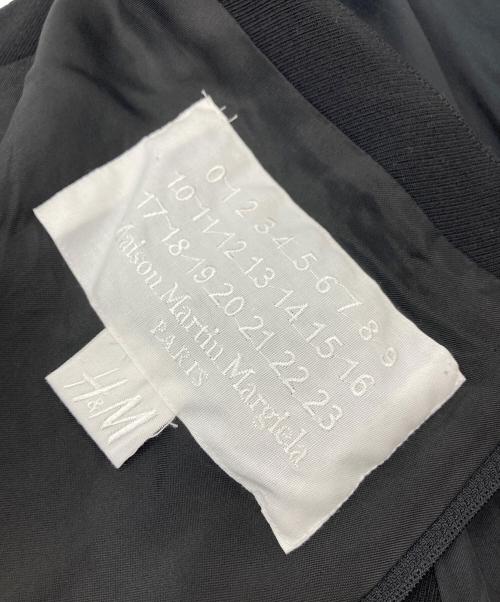 0-1 2 3 4-5-6 7 8 9
10-11-12 13-14 15-16
17-18-19 20 21 22 23
Maison Martin Margiela
PARIS
H&M